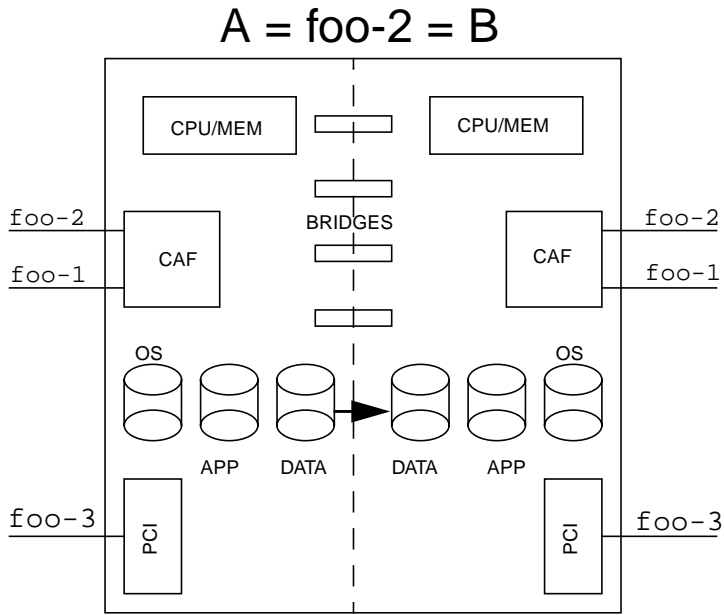 A = foo-2 = B
CPU/MEM
CPU/MEM
foo-2
BRIDGES
foo-2
CAF
CAF
foo-1
foo-1
OS
OS
APP
DATA
DATA
APP
foo-3
PCI
PCI
foo-3